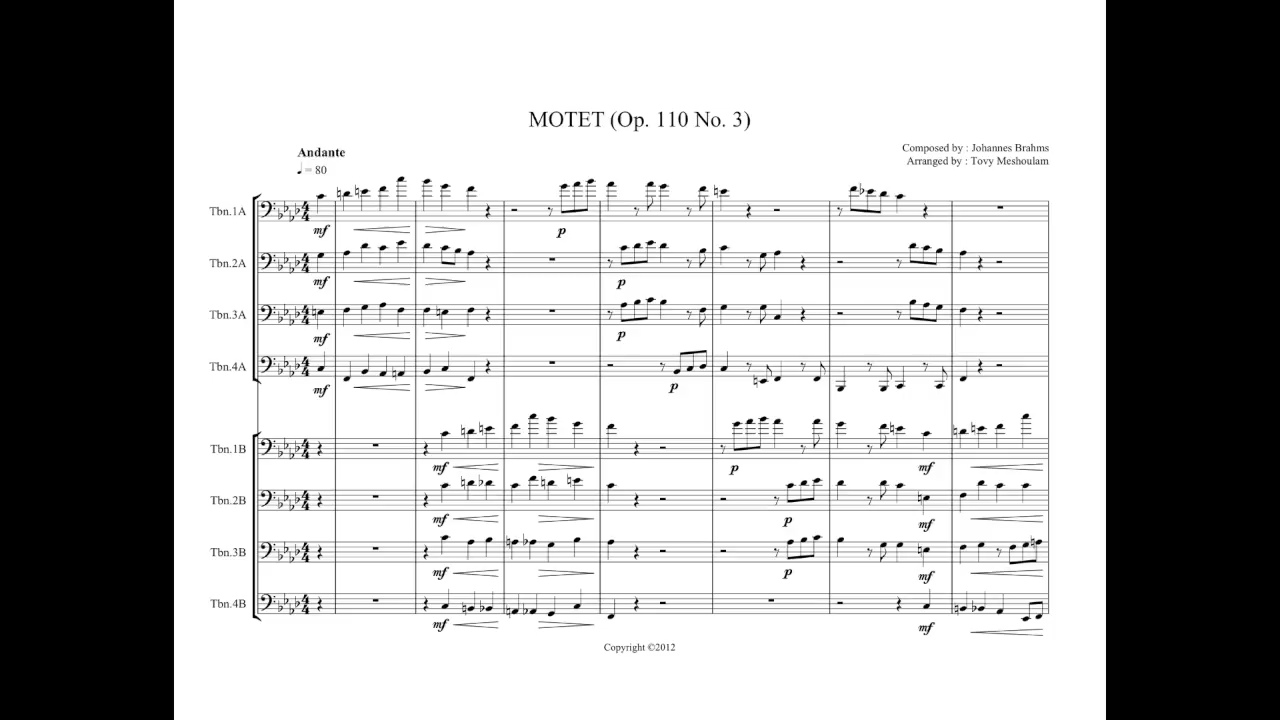 MOTET (Op. 110 No. 3)
Composed by : Johannes Brahms
Arranged by : Tovy Meshoulam
Andante
♩ = 80
Tbn.1A
mf
p
Tbn.2A
mf
p
Tbn.3A
mf
p
Tbn.4A
mf
p
Tbn.1B
mf
p
mf
Tbn.2B
mf
p
mf
Tbn.3B
mf
p
mf
Tbn.4B
mf
mf
Copyright ©2012